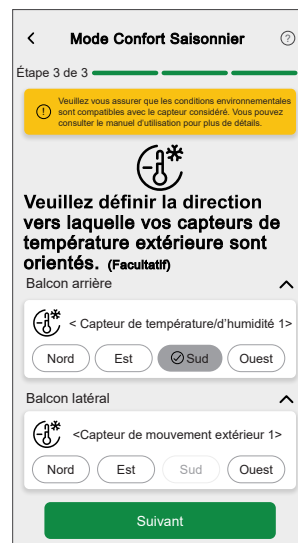 Mode Confort Saisonnier ?
Étape 3 de 3
Veuillez vous assurer que les conditions environnementales
sont compatibles avec le capteur considéré. Vous pouvez
consulter le manuel d'utilisation pour plus de détails.
Veuillez définir la direction
vers laquelle vos capteurs de
température extérieure sont
orientés. (Facultatif)
Balcon arrière
< Capteur de température/d'humidité 1>
Nord Est Sud Ouest
Balcon latéral
<Capteur de mouvement extérieur 1>
Nord Est Sud Ouest
Suivant